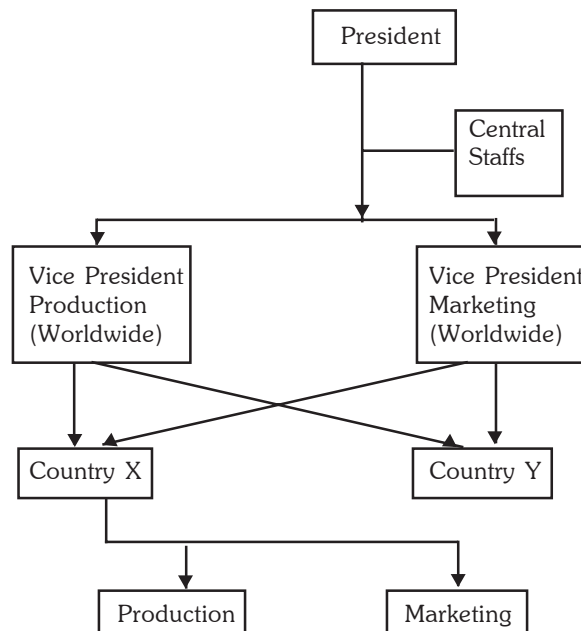 President
Central
Staffs
Vice President
Production
(Worldwide)
Vice President
Marketing
(Worldwide)
Country X
Country Y
Production
Marketing